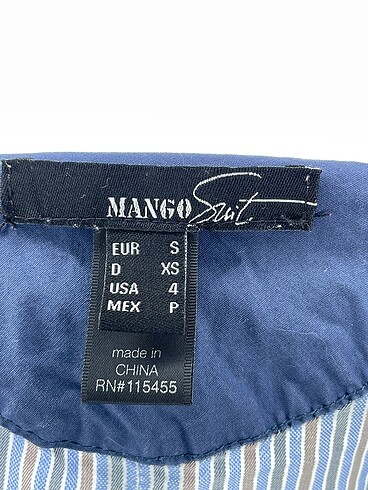 MANGO Suit
EUR S
D XS
USA 4
MEX P
made in
CHINA
RN#115455